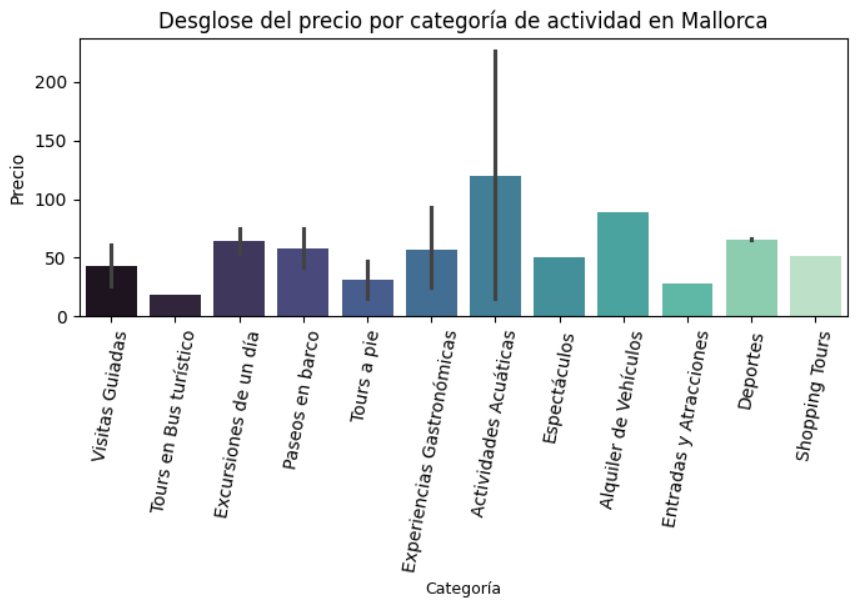 Desglose del precio por categoría de actividad en Mallorca
Precio
200
150
100
50
0
Visitas Guiadas
Tours en Bus turístico
Excursiones de un día
Paseos en barco
Tours a pie
Experiencias Gastronómicas
Actividades Acuáticas
Espectáculos
Alquiler de Vehículos
Entradas y Atracciones
Deportes
Shopping Tours
Categoría